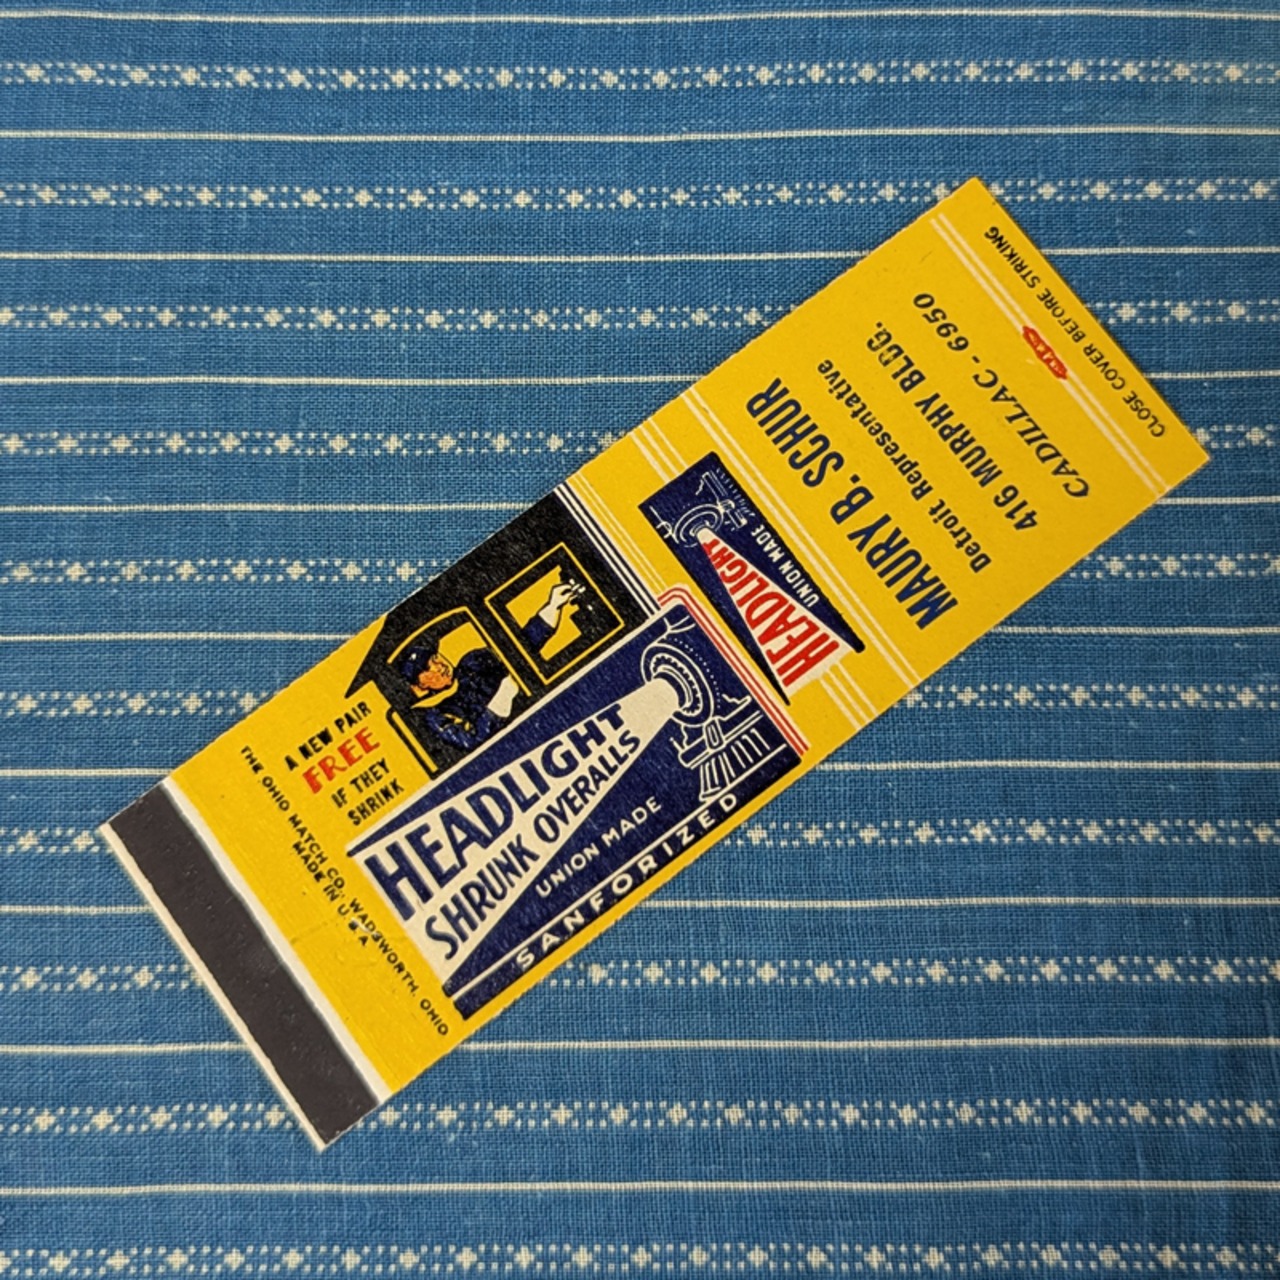 CLOSE COVER BEFORE STRIKING
MAURY B. SCHUR
Detroit Representative
416 MURPHY BLDG.
CADILLAC - 6950
HEADLIGHT
UNION MADE
A NEW PAIR
FREE
IF THEY
SHRINK
HEADLIGHT
SHRUNK OVERALLS
UNION MADE
SANFORIZED
THE OHIO MATCH CO., WADSWORTH, OHIO
MADE IN U.S.A